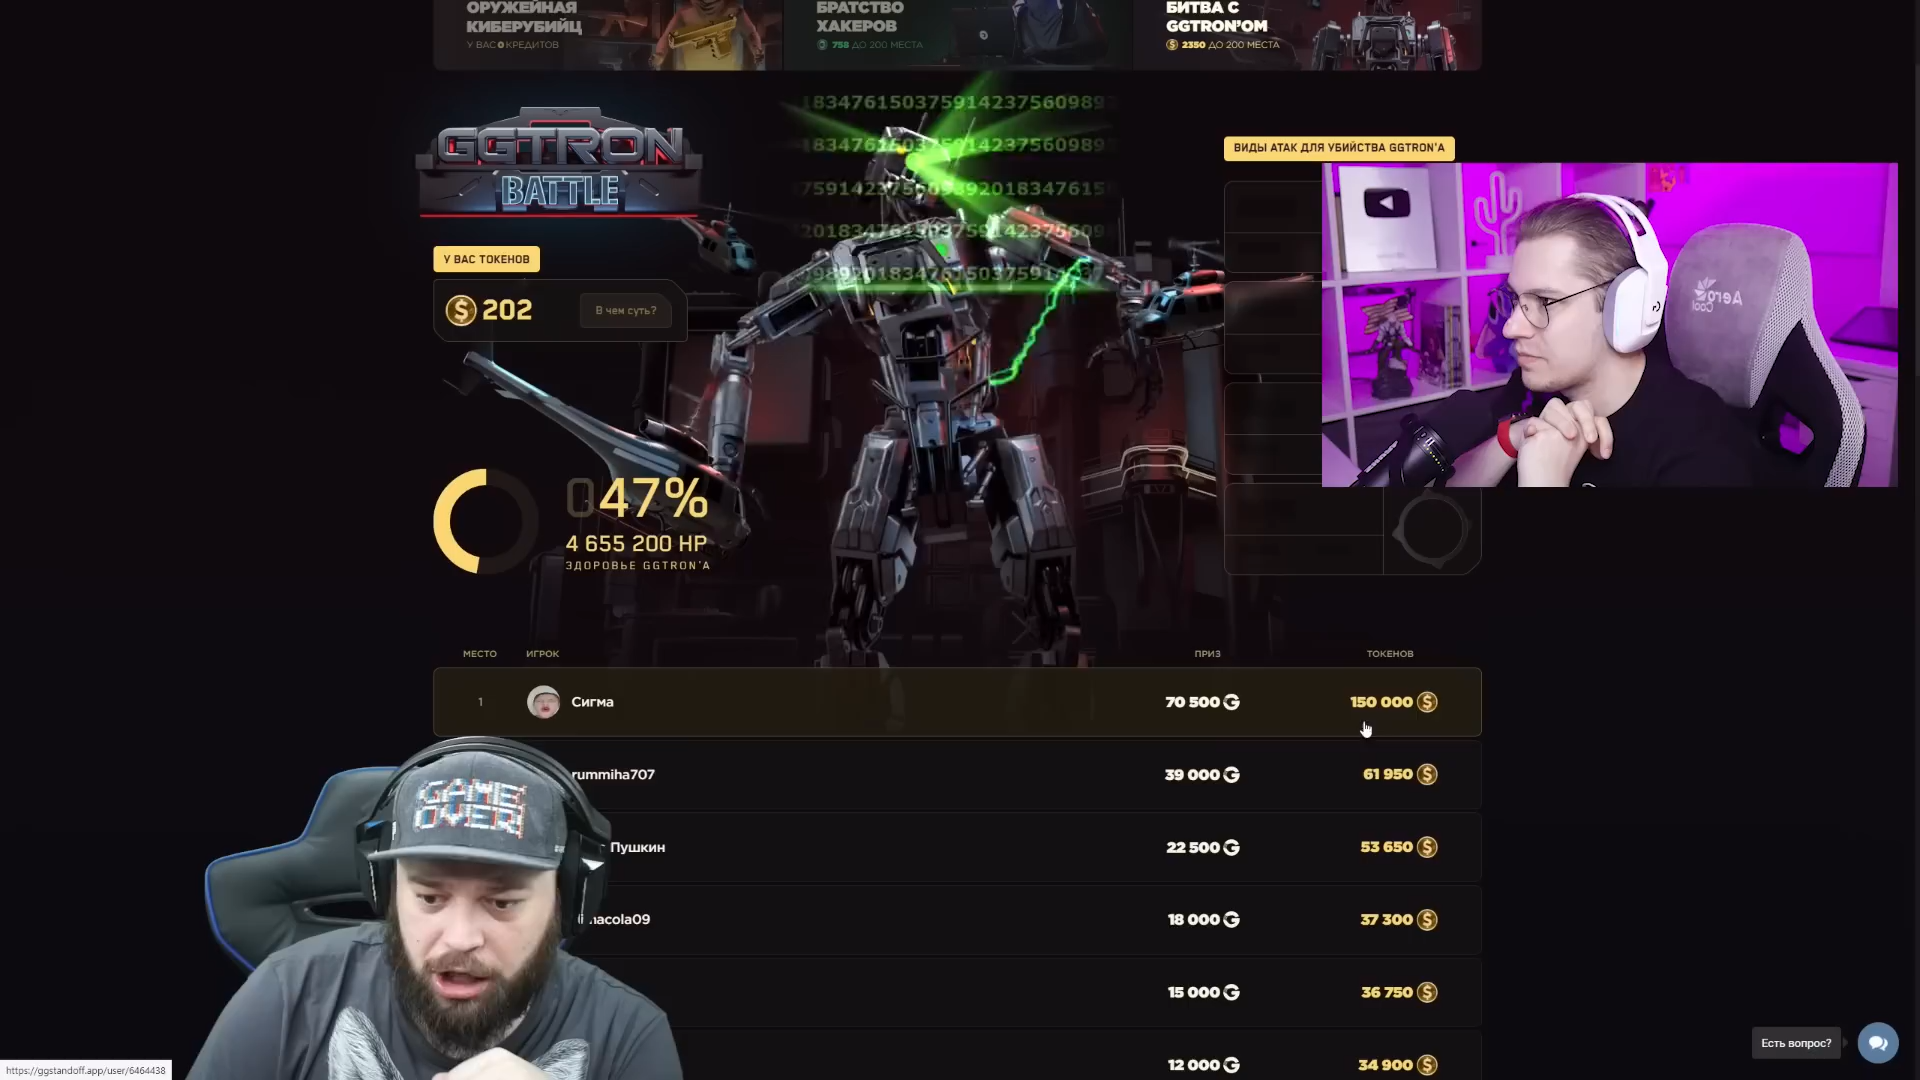 ОРУЖЕЙНАЯ
КИБЕРУБИЙЦ
У ВАС 0 КРЕДИТОВ
БРАТСТВО
ХАКЕРОВ
758 ДО 200 МЕСТА
БИТВА С
GGTRON'ОМ
2350 ДО 200 МЕСТА
GGTRON
BATTLE
ВИДЫ АТАК ДЛЯ УБИЙСТВА GGTRON'А
У ВАС ТОКЕНОВ
202
В чем суть?
047%
4 655 200 HP
ЗДОРОВЬЕ GGTRON'А
Aero
Cool
МЕСТО ИГРОК ПРИЗ ТОКЕНОВ
1 Сигма 70 500 150 000
rummiha707 39 000 61 950
Пушкин 22 500 53 650
nacola09 18 000 37 300
15 000 36 750
12 000 34 900
GAME
OVER
Есть вопрос?
https://ggstandoff.app/user/6464438